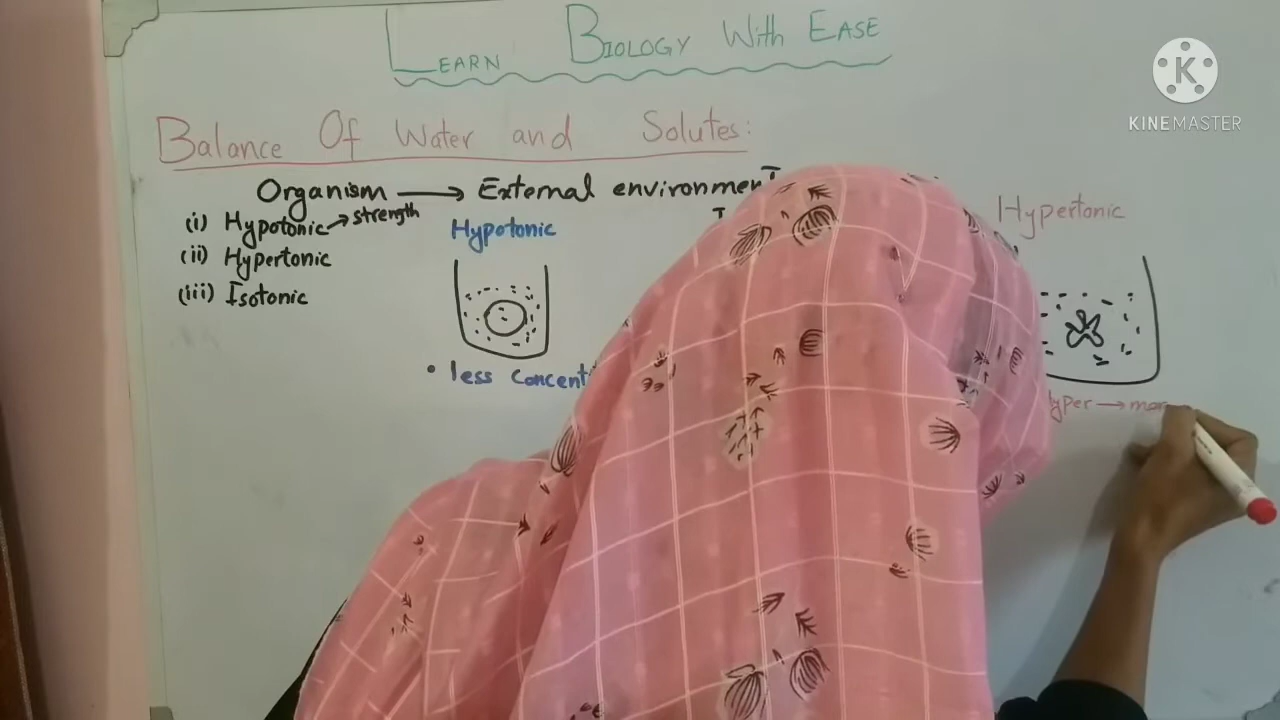 LEARN BIOLOGY With EASE
KINEMASTER
Balance Of Water and Solutes:
Organism → External
(i) Hypotonic → strength
(ii) Hypertonic
(iii) Isotonic
Hypotonic
• less
Hypertonic